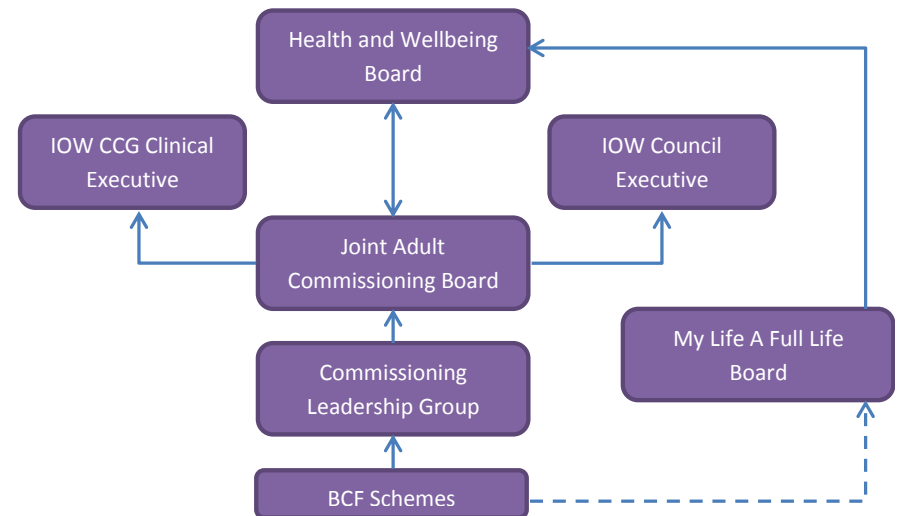 Health and Wellbeing
Board
IOW CCG Clinical
Executive
IOW Council
Executive
Joint Adult
Commissioning Board
My Life A Full Life
Board
Commissioning
Leadership Group
BCF Schemes